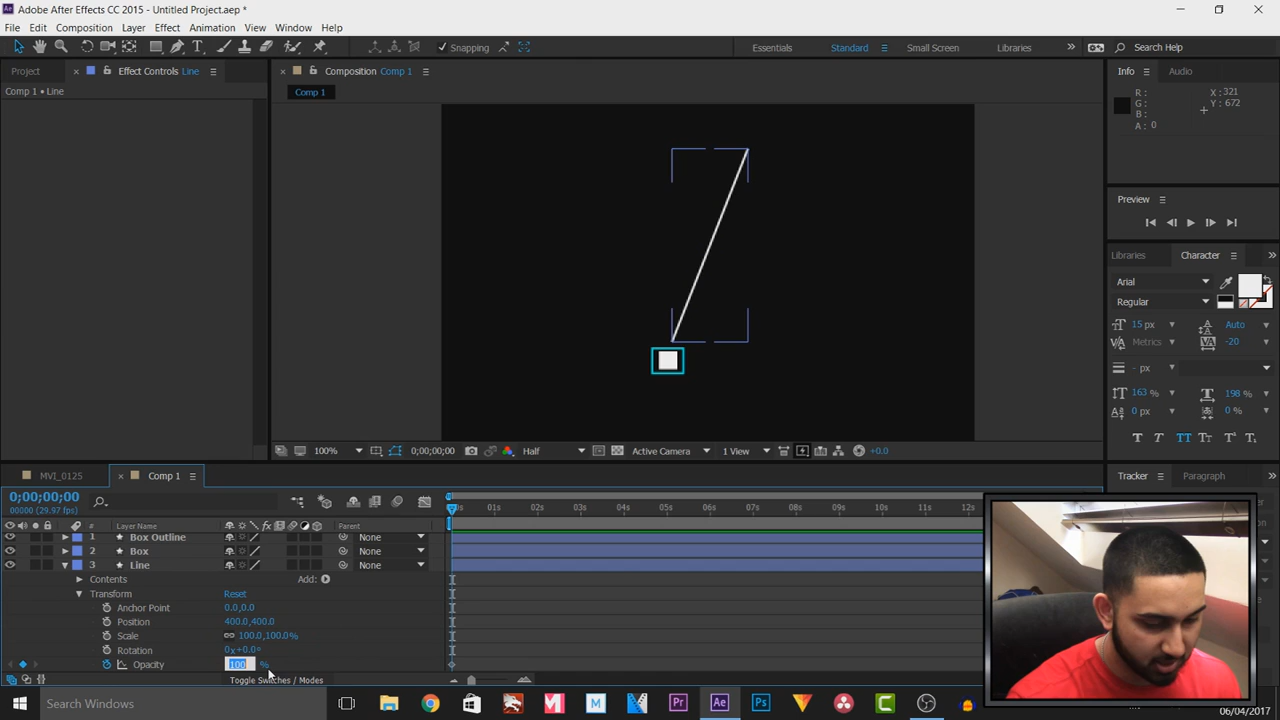 Adobe After Effects CC 2015 - Untitled Project.aep *
File Edit Composition Layer Effect Animation View Window Help
Snapping Essentials Standard Small Screen Libraries Search Help
Project Effect Controls Line Composition Comp 1 Info Audio
Comp 1 • Line
Comp 1
R : X : 321
G : Y : 672
B :
A : 0
Preview
Libraries Character
Arial
Regular
15 px Auto
Metrics -20
- px
163 % 198 %
0 px 0 %
T T TT Tt T¹ T₁
100% 0;00;00;00 Half Active Camera 1 View +0.0
MVI_0125 Comp 1 Tracker Paragraph
0;00;00;00
00000 (29.97 fps)
01s 02s 03s 04s 05s 06s 07s 08s 09s 10s 11s 12s
# Layer Name Parent
1 Box Outline None
2 Box None
3 Line None
Contents Add:
Transform Reset
Anchor Point 0.0,0.0
Position 400.0,400.0
Scale 100.0,100.0%
Rotation 0x+0.0°
Opacity 100 %
Toggle Switches / Modes
Search Windows
06/04/2017